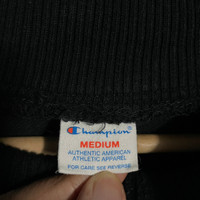 Champion
MEDIUM
AUTHENTIC AMERICAN
ATHLETIC APPAREL
FOR CARE SEE REVERSE